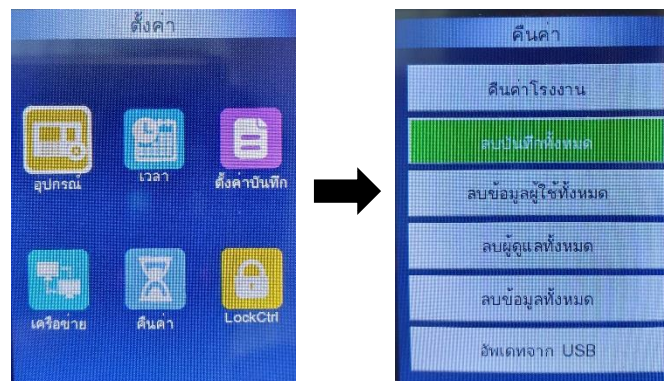 ตั้งค่า
อุปกรณ์
เวลา
ตั้งค่าบันทึก
เครือข่าย
คืนค่า
LockCtrl
คืนค่า
คืนค่าโรงงาน
ลบบันทึกทั้งหมด
ลบข้อมูลผู้ใช้ทั้งหมด
ลบผู้ดูแลทั้งหมด
ลบข้อมูลทั้งหมด
อัพเดทจาก USB